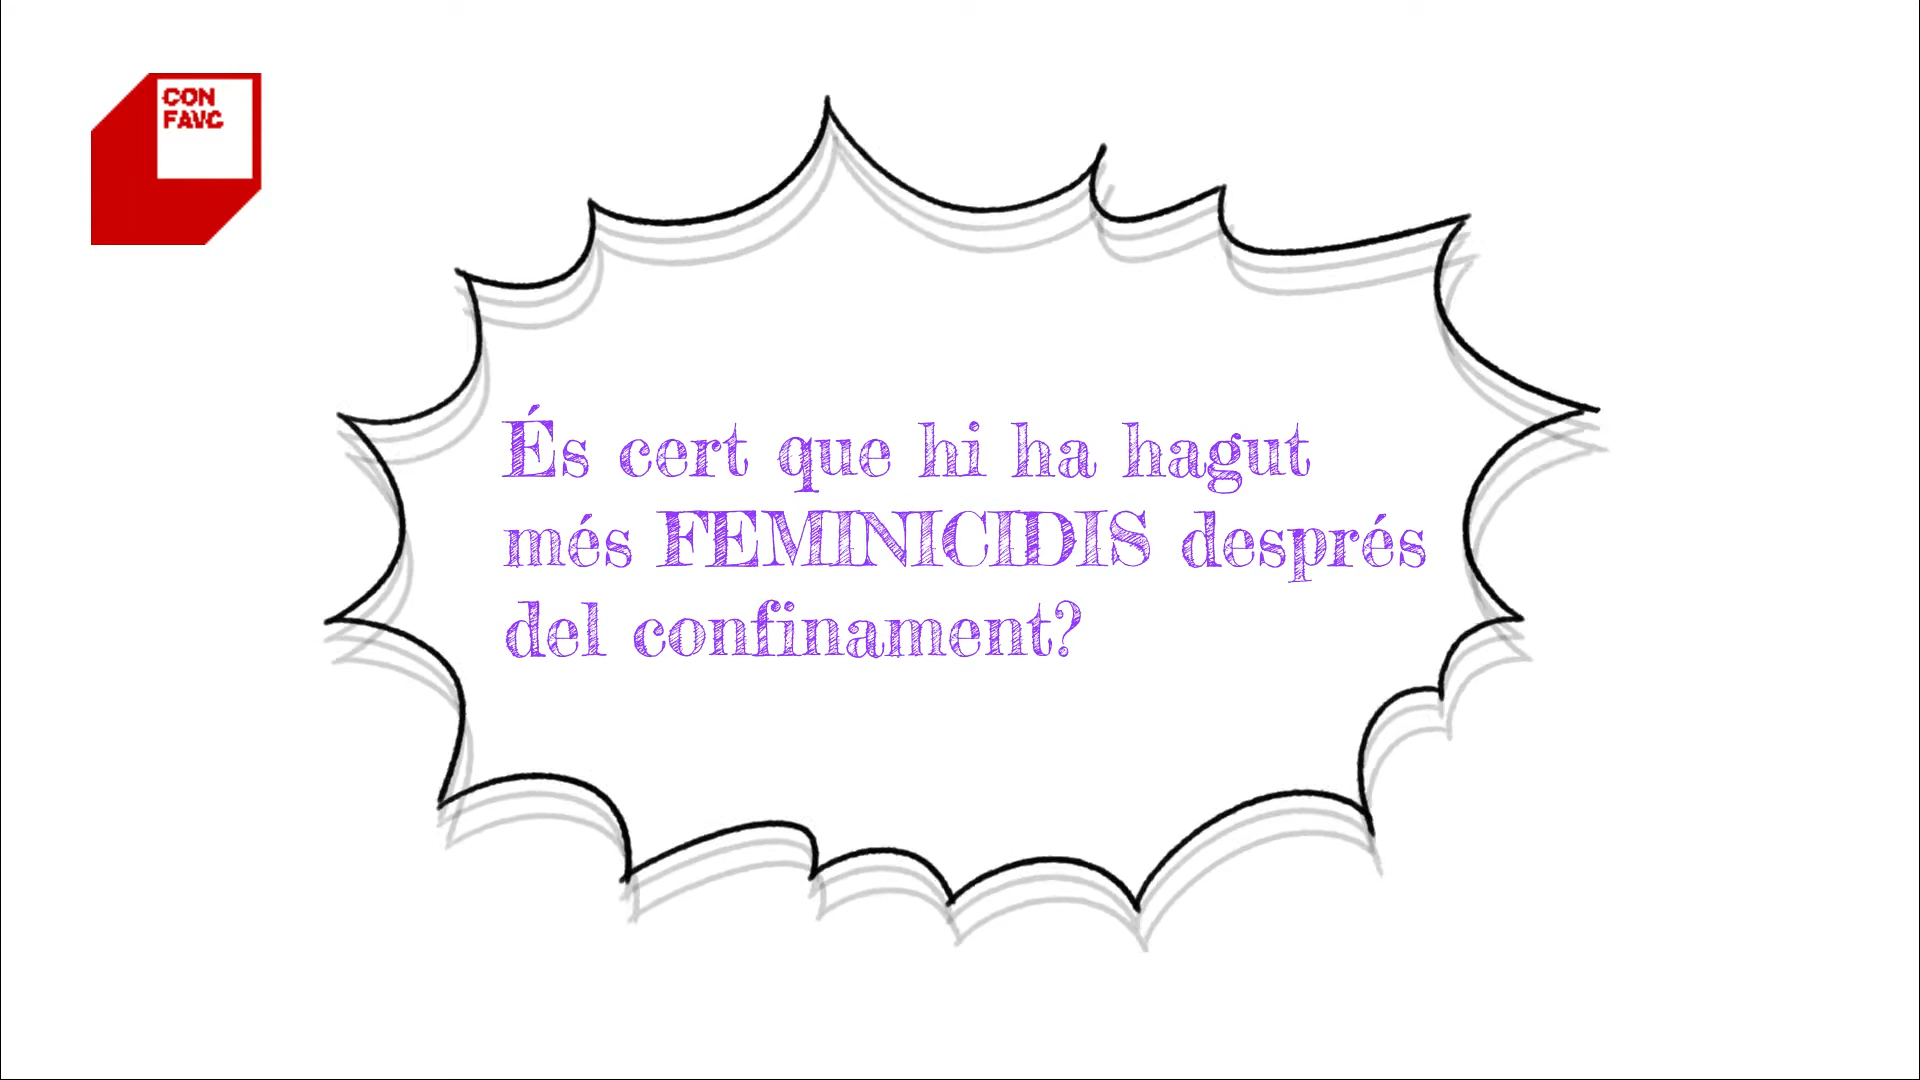 CON
FAVC
És cert que hi ha hagut
més FEMINICIDIS després
del confinament?